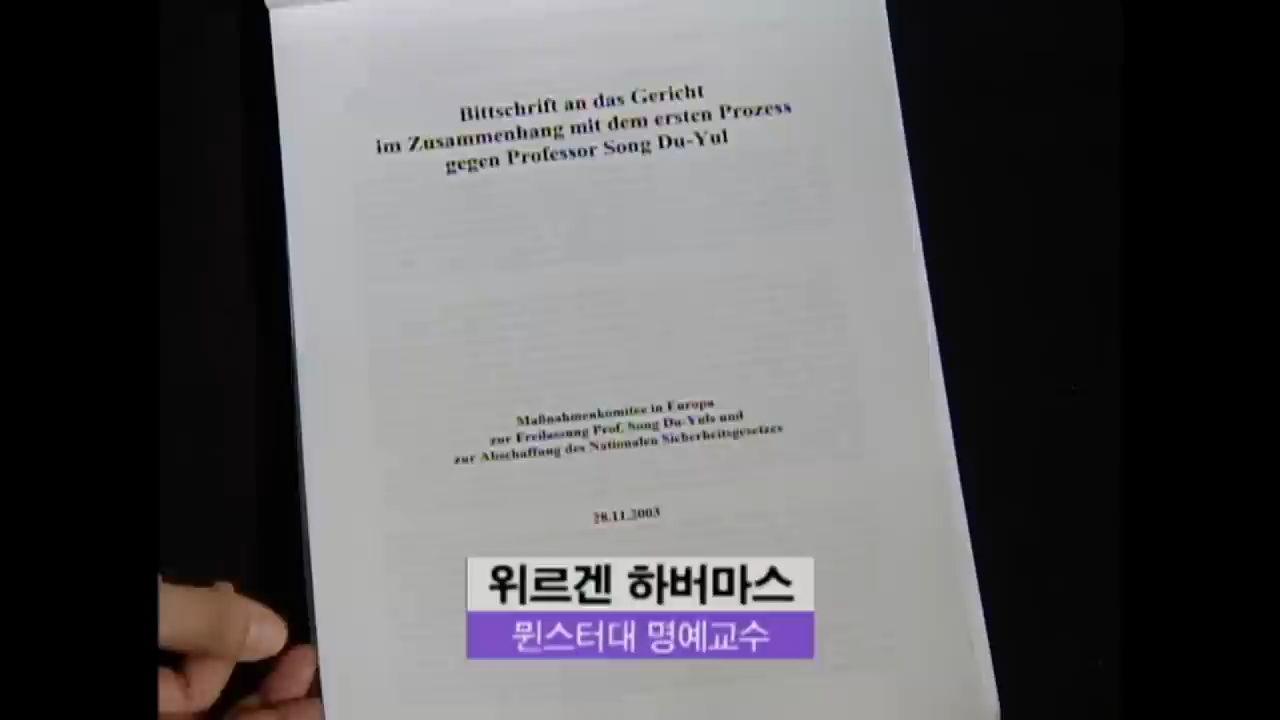 Bittschrift an das Gericht
im Zusammenhang mit dem ersten Prozess
gegen Professor Song Du-Yul
Maßnahmenkomitee in Europa
zur Freilassung Prof. Song Du-Yuls und
zur Abschaffung des Nationalen Sicherheitsgesetzes
28.11.2003
위르겐 하버마스
뮌스터대 명예교수